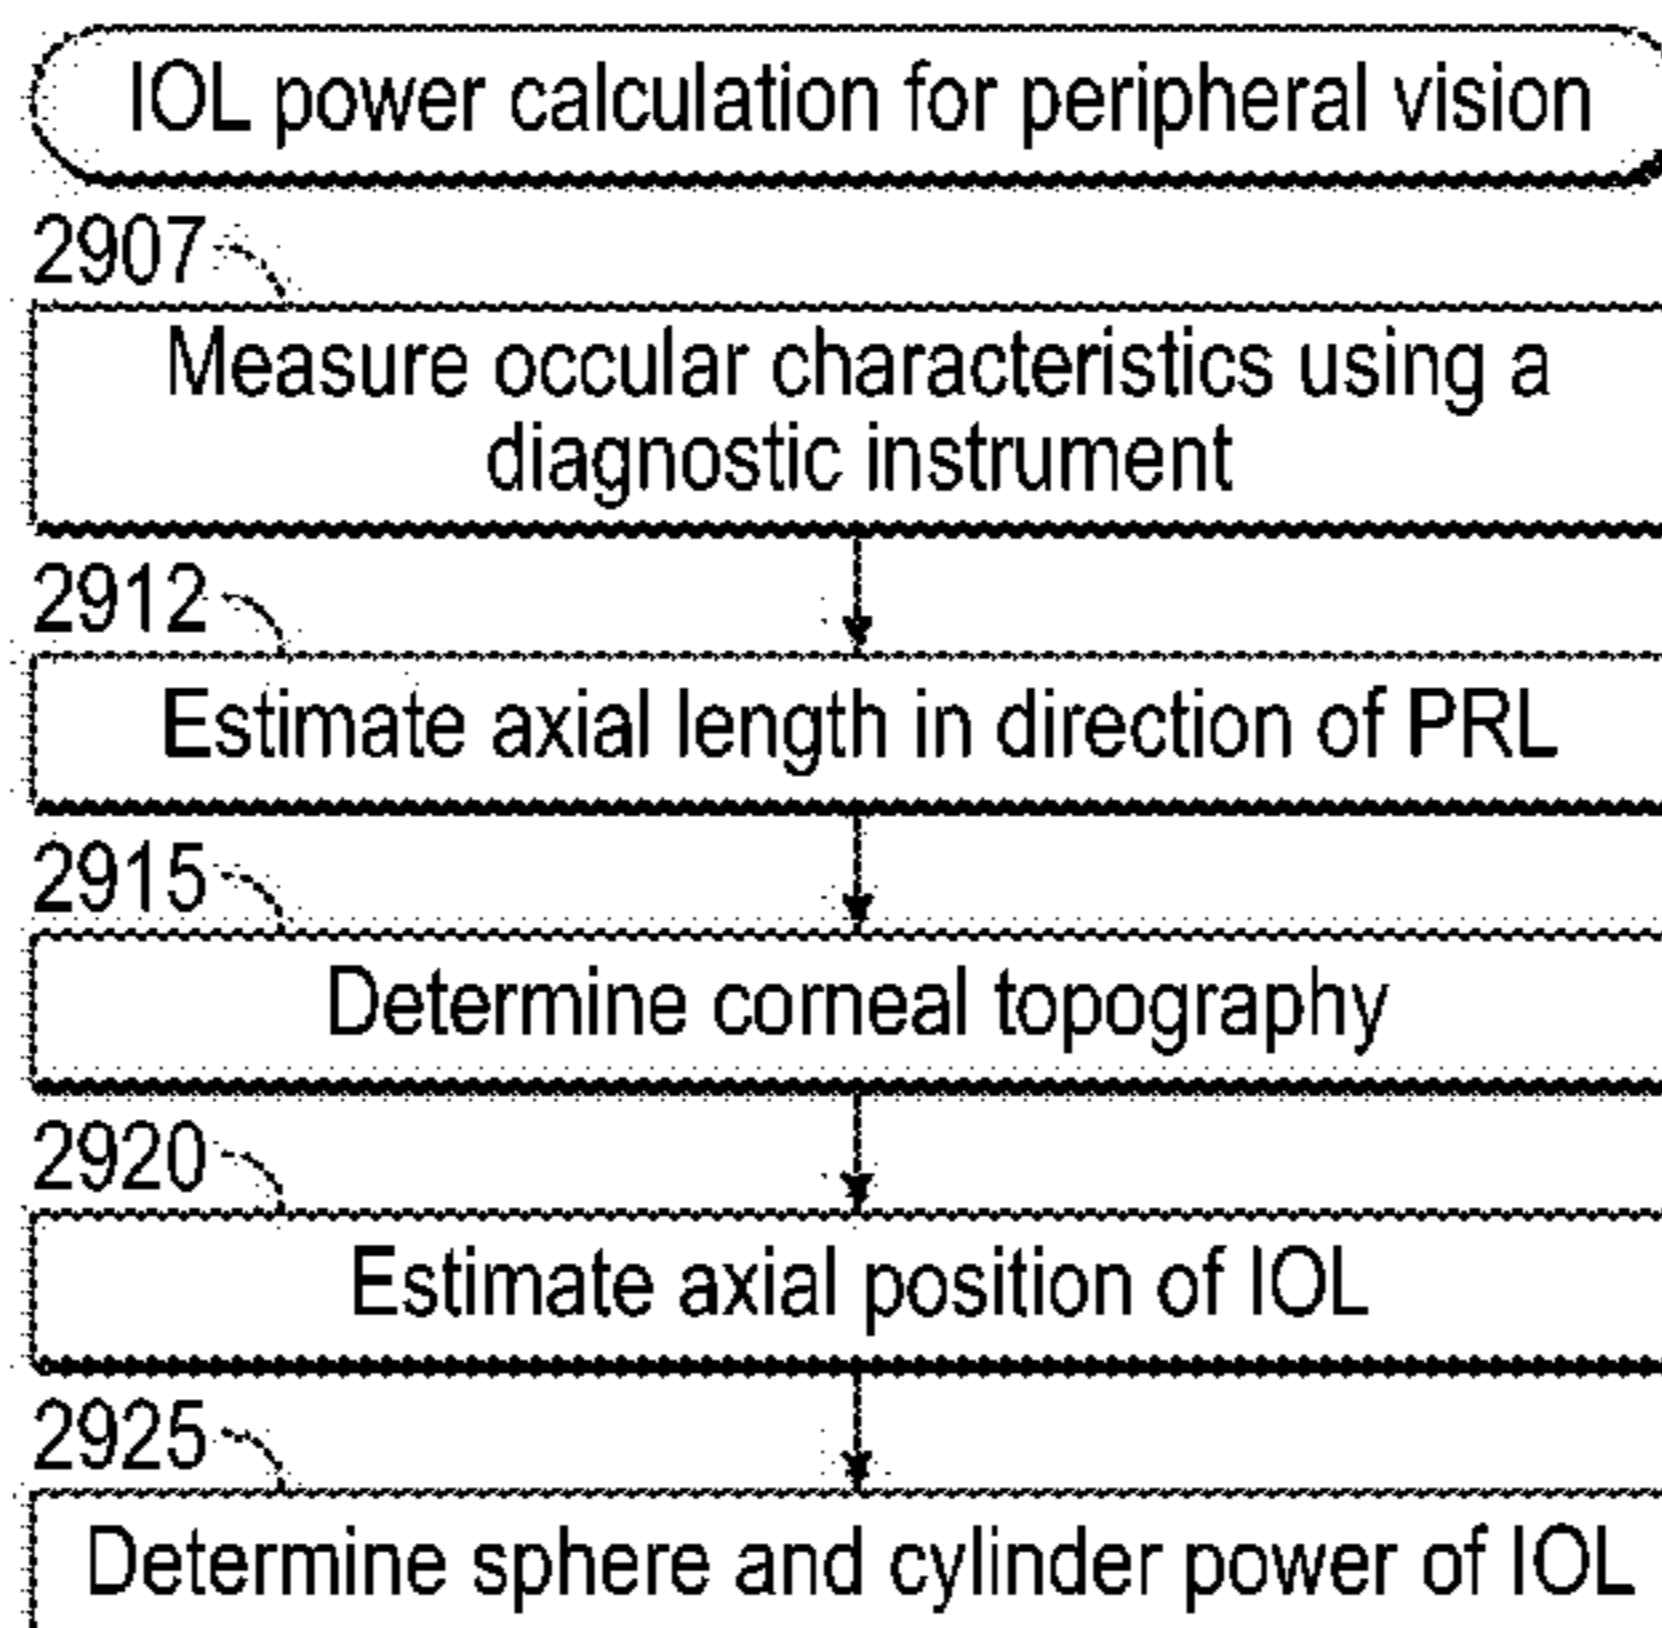 IOL power calculation for peripheral vision
2907
Measure occular characteristics using a
diagnostic instrument
2912
Estimate axial length in direction of PRL
2915
Determine corneal topography
2920
Estimate axial position of IOL
2925
Determine sphere and cylinder power of IOL